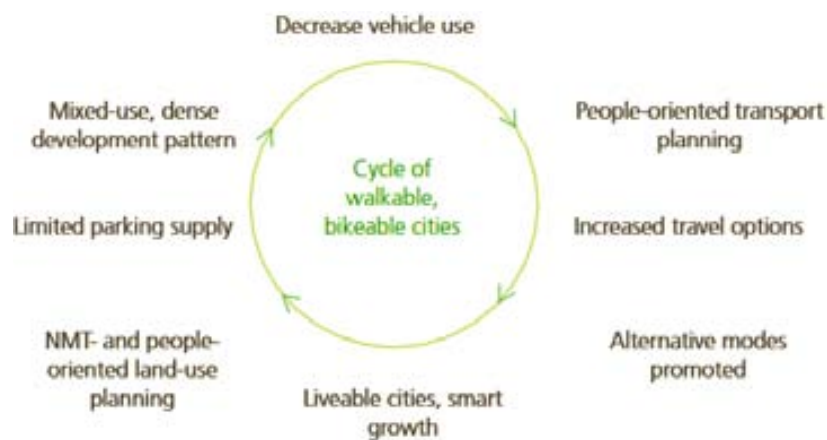 Decrease vehicle use
People-oriented transport
planning
Increased travel options
Alternative modes
promoted
Liveable cities, smart
growth
NMT- and people-
oriented land-use
planning
Limited parking supply
Mixed-use, dense
development pattern
Cycle of
walkable,
bikeable cities